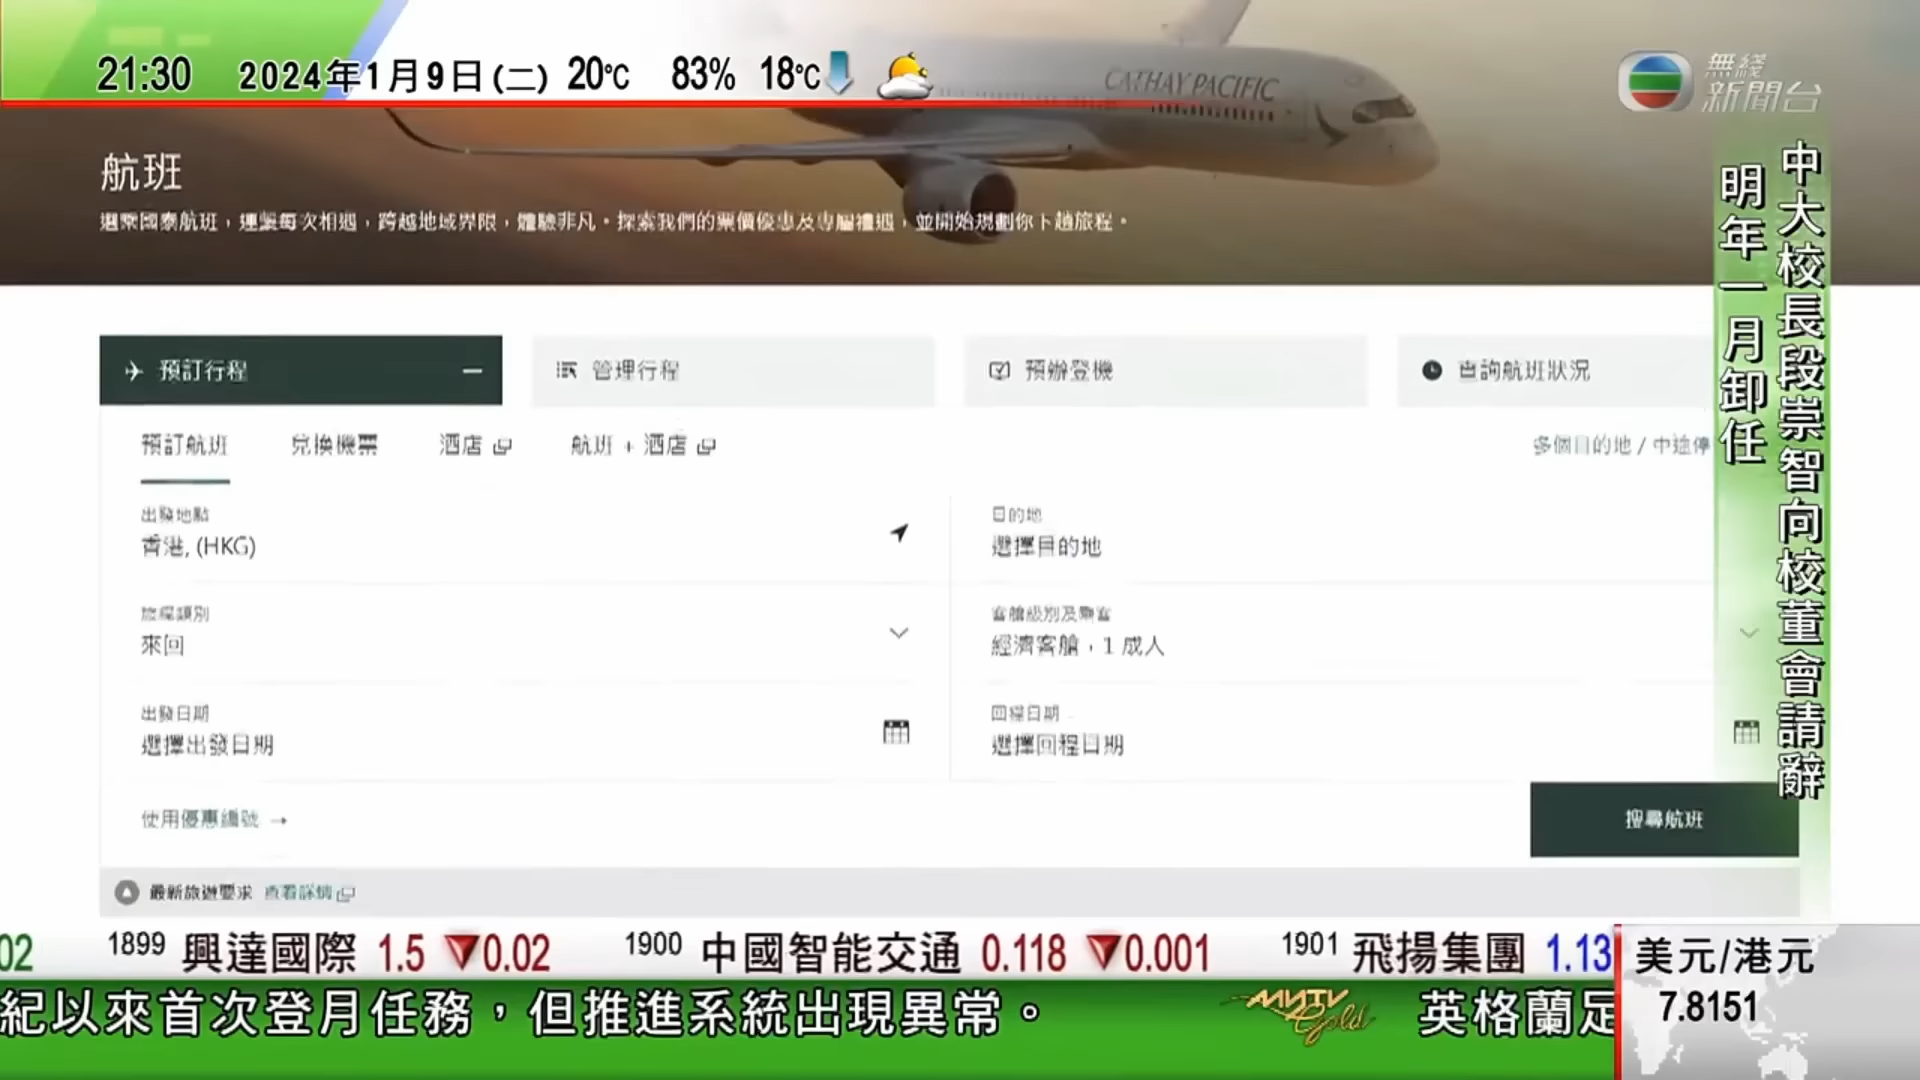 21:30 2024年1月9日(二) 20℃ 83% 18℃
CATHAY PACIFIC
無綫
新聞台
中大校長段崇智向校董會請辭
明年一月卸任
航班
選乘國泰航班，連繫每次相遇，跨越地域界限，體驗非凡。探索我們的票價優惠及專屬禮遇，並開始規劃你下趟旅程。
預訂行程
管理行程
預辦登機
查詢航班狀況
預訂航班
兌換機票
酒店
航班 + 酒店
多個目的地 / 中途停
出發地點
香港, (HKG)
目的地
選擇目的地
旅程類別
來回
客艙級別及乘客
經濟客艙，1 成人
出發日期
選擇出發日期
回程日期
選擇回程日期
使用優惠編號 →
搜尋航班
最新旅遊要求 查看詳情
02 1899 興達國際 1.5 ▼0.02 1900 中國智能交通 0.118 ▼0.001 1901 飛揚集團 1.13
美元/港元
7.8151
紀以來首次登月任務，但推進系統出現異常。 myTV Gold 英格蘭足